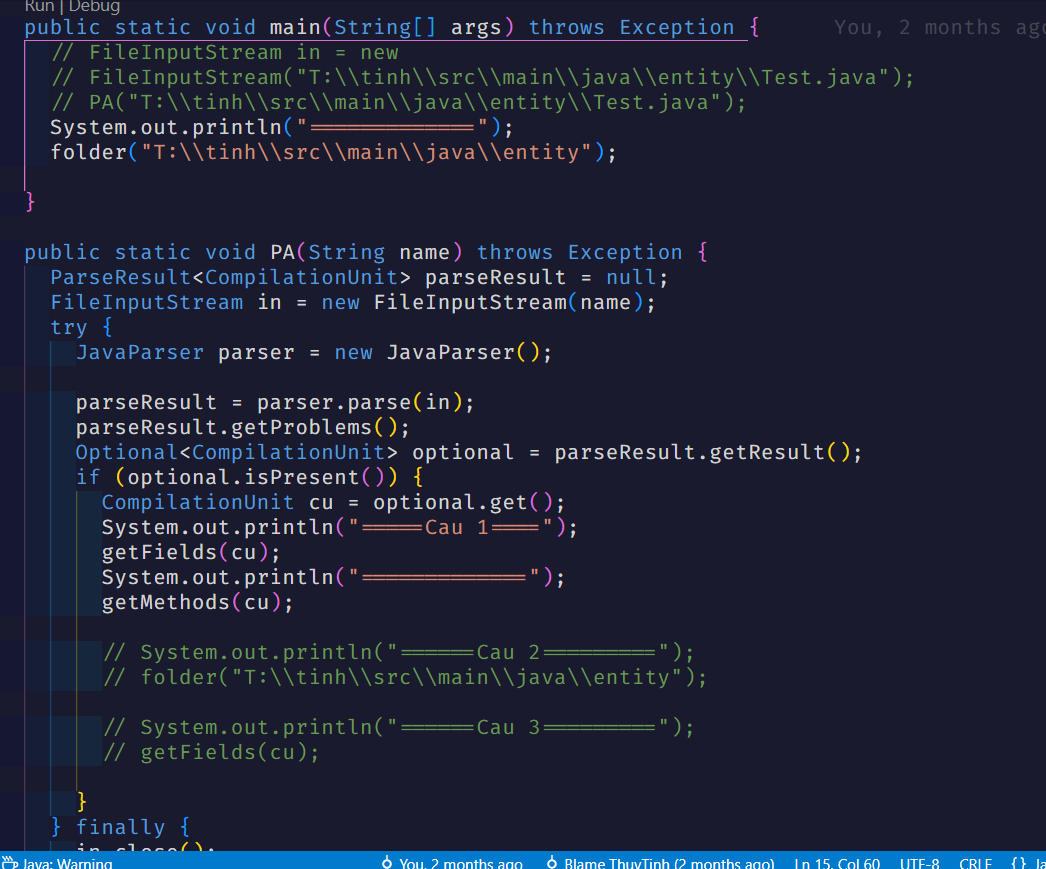 Run | Debug
public static void main(String[] args) throws Exception {     You, 2 months ago
// FileInputStream in = new
// FileInputStream("T:\\tinh\\src\\main\\java\\entity\\Test.java");
// PA("T:\\tinh\\src\\main\\java\\entity\\Test.java");
System.out.println("=============");
folder("T:\\tinh\\src\\main\\java\\entity");
}
public static void PA(String name) throws Exception {
ParseResult<CompilationUnit> parseResult = null;
FileInputStream in = new FileInputStream(name);
try {
JavaParser parser = new JavaParser();
parseResult = parser.parse(in);
parseResult.getProblems();
Optional<CompilationUnit> optional = parseResult.getResult();
if (optional.isPresent()) {
CompilationUnit cu = optional.get();
System.out.println("=====Cau 1====");
getFields(cu);
System.out.println("=============");
getMethods(cu);
// System.out.println("======Cau 2=========");
// folder("T:\\tinh\\src\\main\\java\\entity");
// System.out.println("======Cau 3=========");
// getFields(cu);
}
} finally {
in.close();
Java: Warning     You, 2 months ago     Blame ThuyTinh (2 months ago)     Ln 15, Col 60     UTF-8     CRLF     {} Ja